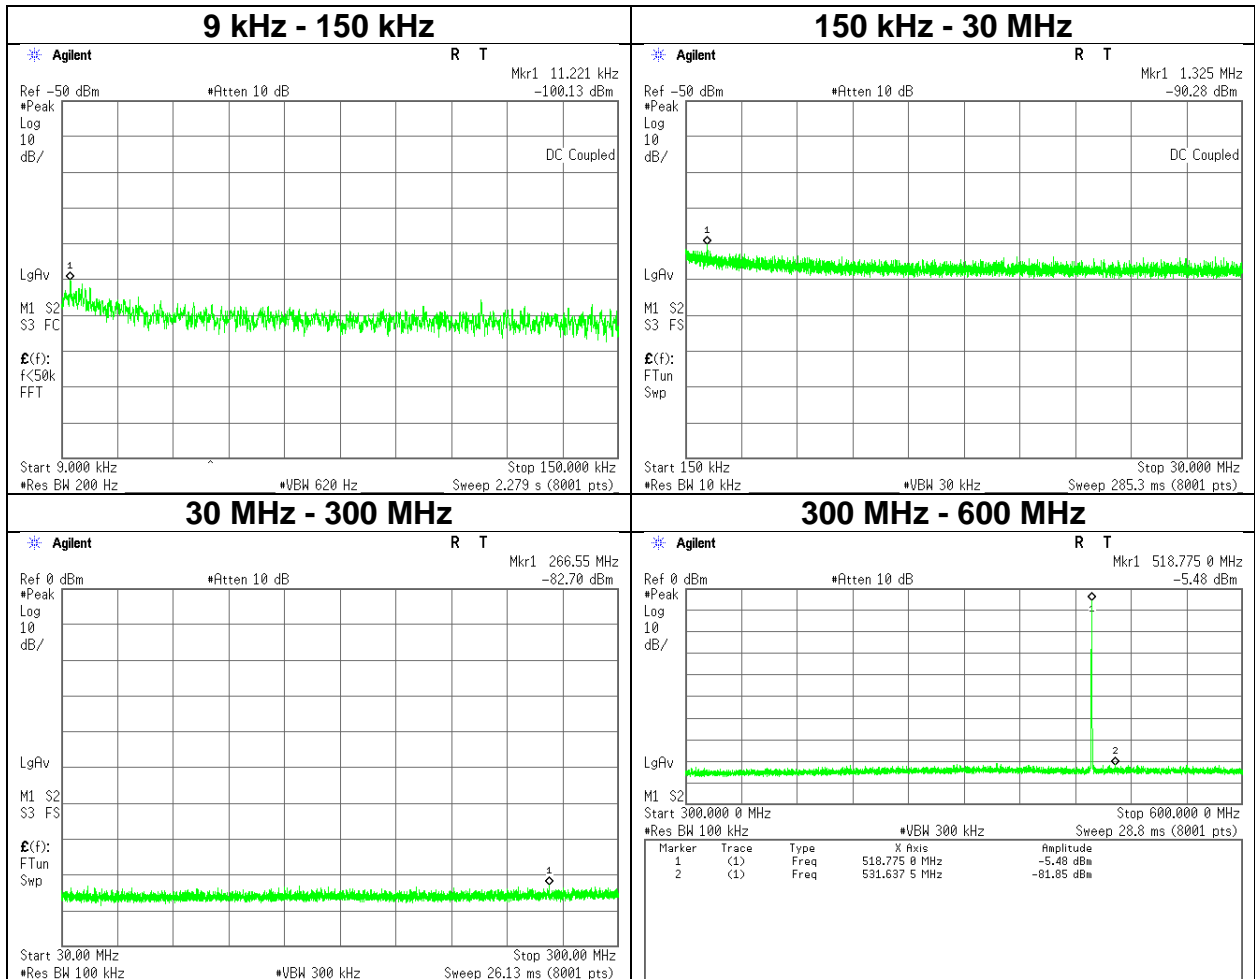 9 kHz - 150 kHz
Agilent R T
Mkr1 11.221 kHz
Ref -50 dBm #Atten 10 dB -100.13 dBm
#Peak
Log
10
dB/
DC Coupled
1
LgAv
M1 S2
S3 FC
£(f):
f<50k
FFT
Start 9.000 kHz ^ Stop 150.000 kHz
#Res BW 200 Hz #VBW 620 Hz Sweep 2.279 s (8001 pts)
150 kHz - 30 MHz
Agilent R T
Mkr1 1.325 MHz
Ref -50 dBm #Atten 10 dB -90.28 dBm
#Peak
Log
10
dB/
DC Coupled
1
LgAv
M1 S2
S3 FS
£(f):
FTun
Swp
Start 150 kHz Stop 30.000 MHz
#Res BW 10 kHz #VBW 30 kHz Sweep 285.3 ms (8001 pts)
30 MHz - 300 MHz
Agilent R T
Mkr1 266.55 MHz
Ref 0 dBm #Atten 10 dB -82.70 dBm
#Peak
Log
10
dB/
LgAv
M1 S2
S3 FS
£(f):
FTun
Swp
1
Start 30.00 MHz Stop 300.00 MHz
#Res BW 100 kHz #VBW 300 kHz Sweep 26.13 ms (8001 pts)
300 MHz - 600 MHz
Agilent R T
Mkr1 518.775 0 MHz
Ref 0 dBm #Atten 10 dB -5.48 dBm
#Peak
Log
10
dB/
1
2
LgAv
M1 S2
Start 300.000 0 MHz Stop 600.000 0 MHz
#Res BW 100 kHz #VBW 300 kHz Sweep 28.8 ms (8001 pts)
Marker Trace Type X Axis Amplitude
1 (1) Freq 518.775 0 MHz -5.48 dBm
2 (1) Freq 531.637 5 MHz -81.85 dBm